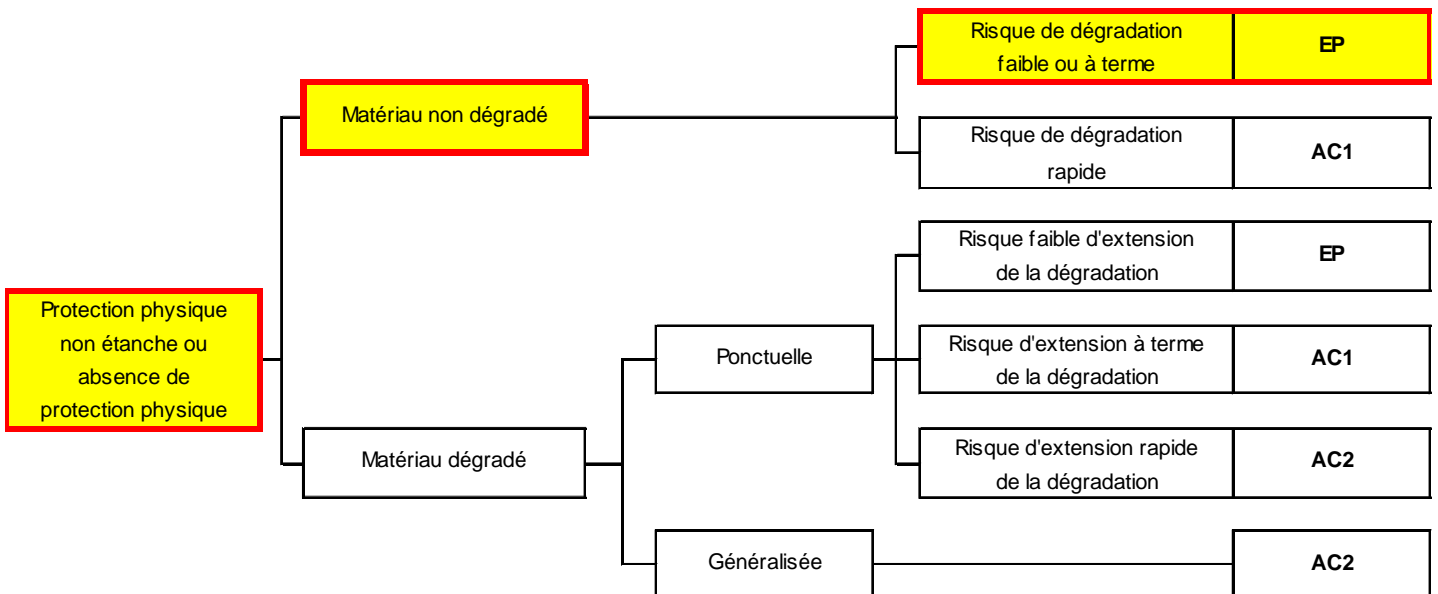 Risque de dégradation
faible ou à terme
EP
Matériau non dégradé
Risque de dégradation
rapide
AC1
Risque faible d'extension
de la dégradation
EP
Protection physique
non étanche ou
absence de
protection physique
Ponctuelle
Risque d'extension à terme
de la dégradation
AC1
Matériau dégradé
Risque d'extension rapide
de la dégradation
AC2
Généralisée
AC2